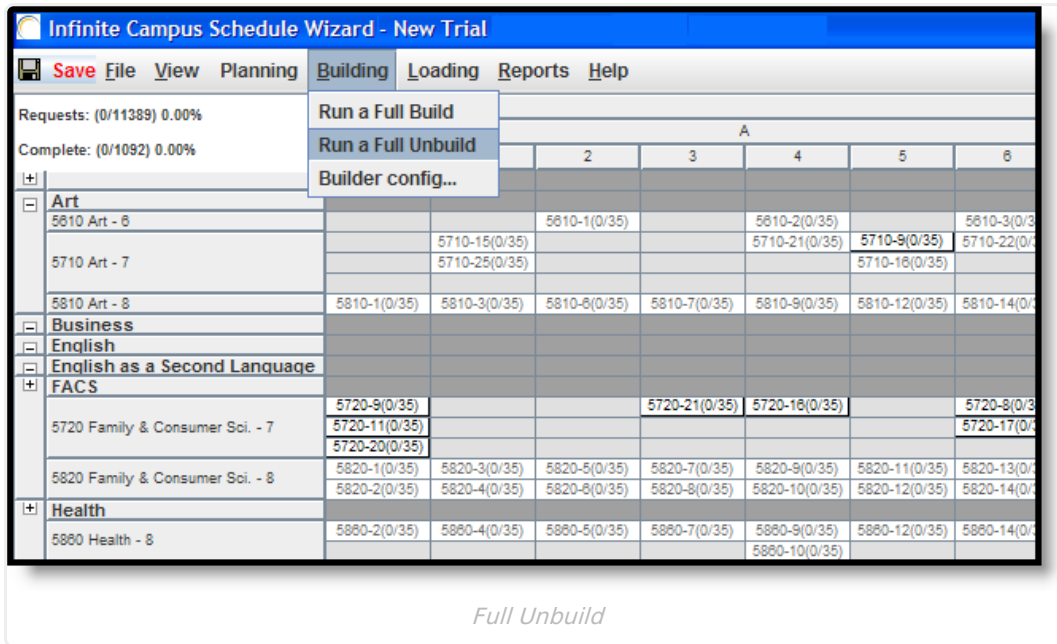 Infinite Campus Schedule Wizard - New Trial
Save File View Planning Building Loading Reports Help
Requests: (0/11389) 0.00%
Complete: (0/1092) 0.00%
Run a Full Build
Run a Full Unbuild
Builder config...
A
2 3 4 5 6
Art
5610 Art - 6 5610-1(0/35) 5610-2(0/35) 5610-3(0/3
5710-15(0/35) 5710-21(0/35) 5710-9(0/35) 5710-22(0/
5710 Art - 7 5710-25(0/35) 5710-16(0/35)
5810 Art - 8 5810-1(0/35) 5810-3(0/35) 5810-6(0/35) 5810-7(0/35) 5810-9(0/35) 5810-12(0/35) 5810-14(0/
Business
English
English as a Second Language
FACS
5720-9(0/35) 5720-21(0/35) 5720-16(0/35) 5720-8(0/3
5720 Family & Consumer Sci. - 7 5720-11(0/35) 5720-17(0/
5720-20(0/35)
5820 Family & Consumer Sci. - 8 5820-1(0/35) 5820-3(0/35) 5820-5(0/35) 5820-7(0/35) 5820-9(0/35) 5820-11(0/35) 5820-13(0/
5820-2(0/35) 5820-4(0/35) 5820-6(0/35) 5820-8(0/35) 5820-10(0/35) 5820-12(0/35) 5820-14(0/
Health
5860 Health - 8 5860-2(0/35) 5860-4(0/35) 5860-5(0/35) 5860-7(0/35) 5860-9(0/35) 5860-12(0/35) 5860-14(0/
5860-10(0/35)
Full Unbuild